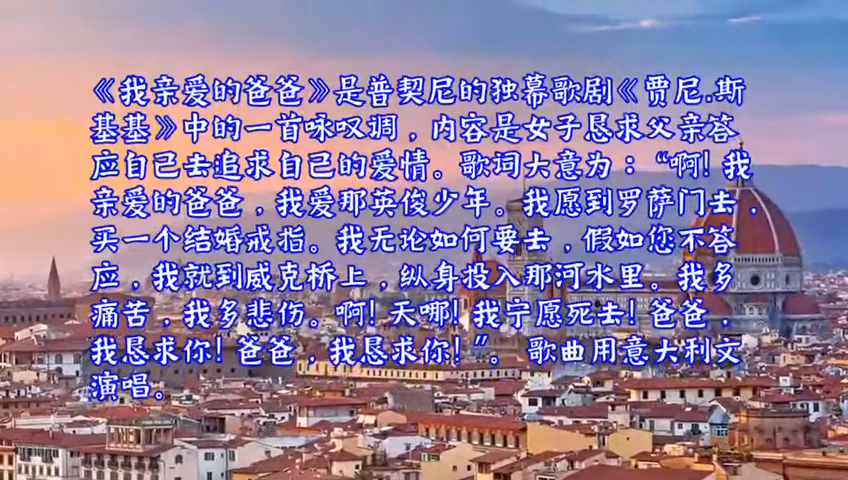 《我亲爱的爸爸》是普契尼的独幕歌剧《贾尼.斯
基基》中的一首咏叹调，内容是女子恳求父亲答
应自己去追求自己的爱情。歌词大意为：“啊! 我
亲爱的爸爸，我爱那英俊少年。我愿到罗萨门去，
买一个结婚戒指。我无论如何要去，假如您不答
应，我就到威克桥上，纵身投入那河水里。我多
痛苦，我多悲伤。啊! 天哪! 我宁愿死去! 爸爸，
我恳求你! 爸爸，我恳求你! ”。歌曲用意大利文
演唱。